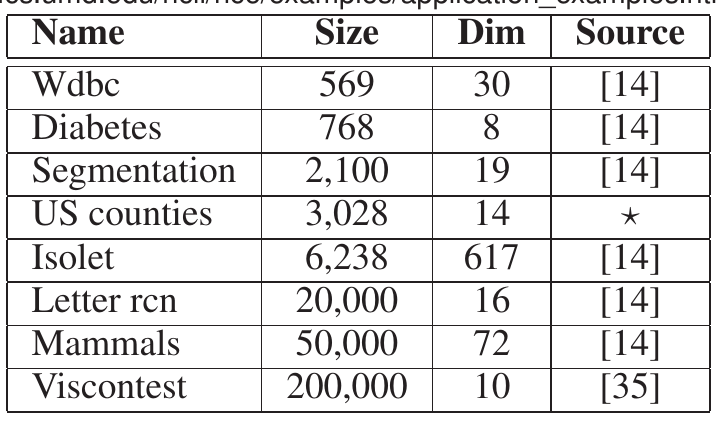 Name Size Dim Source
Wdbc 569 30 [14]
Diabetes 768 8 [14]
Segmentation 2,100 19 [14]
US counties 3,028 14 ⋆
Isolet 6,238 617 [14]
Letter rcn 20,000 16 [14]
Mammals 50,000 72 [14]
Viscontest 200,000 10 [35]